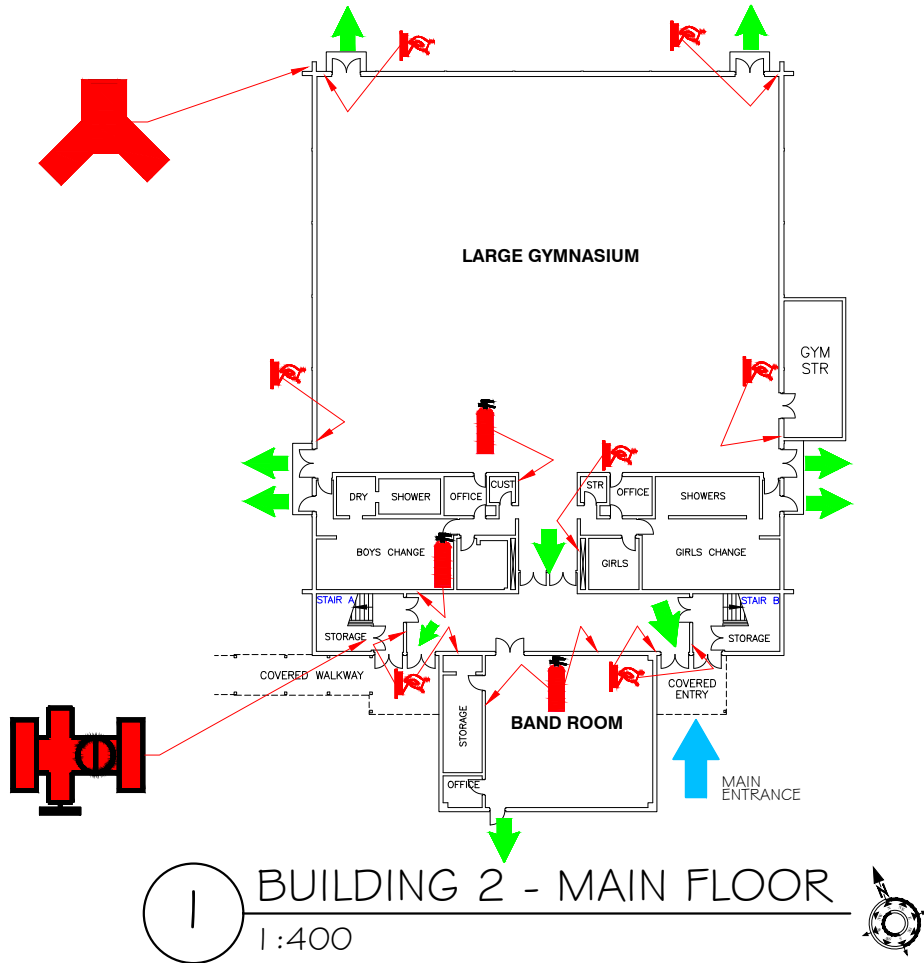 LARGE GYMNASIUM
GYM
STR
DRY
SHOWER
OFFICE
CUST
STR
OFFICE
SHOWERS
BOYS CHANGE
GIRLS
GIRLS CHANGE
STAIR A
STAIR B
STORAGE
STORAGE
COVERED WALKWAY
COVERED
ENTRY
STORAGE
BAND ROOM
OFFICE
MAIN
ENTRANCE
1
BUILDING 2 - MAIN FLOOR
1:400
N